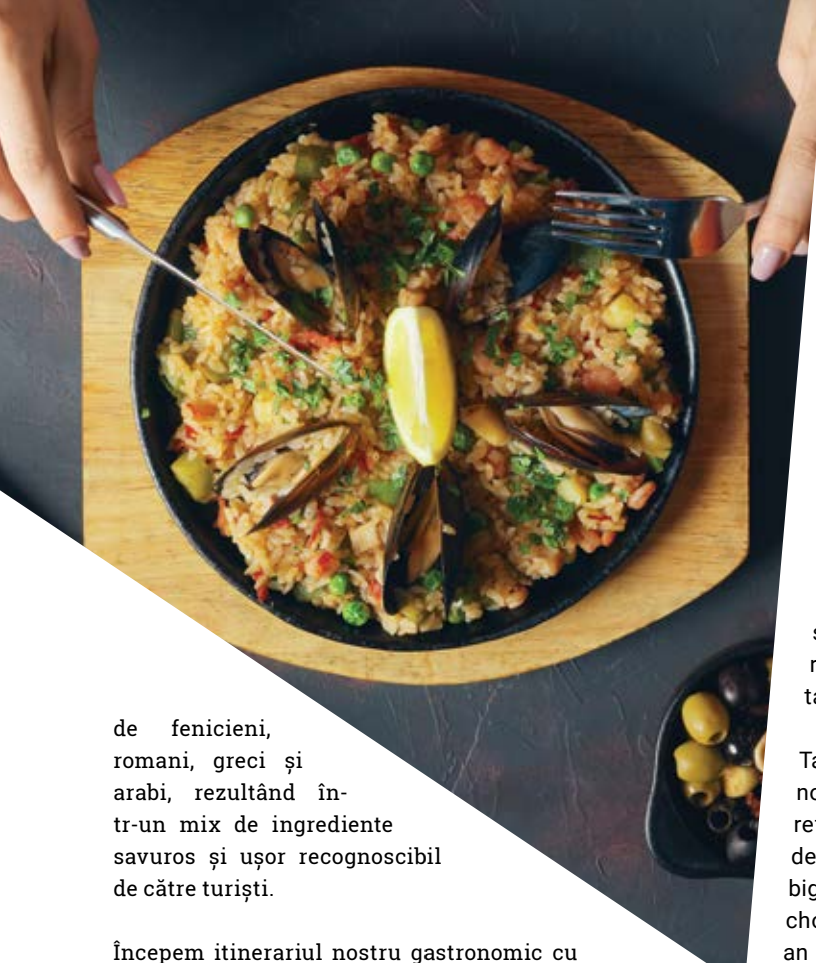 de fenicieni,
romani, greci și
arabi, rezultând în-
tr-un mix de ingrediente
savuros și ușor recognoscibil
de către turiști.
Începem itinerariul nostru gastronomic cu
an